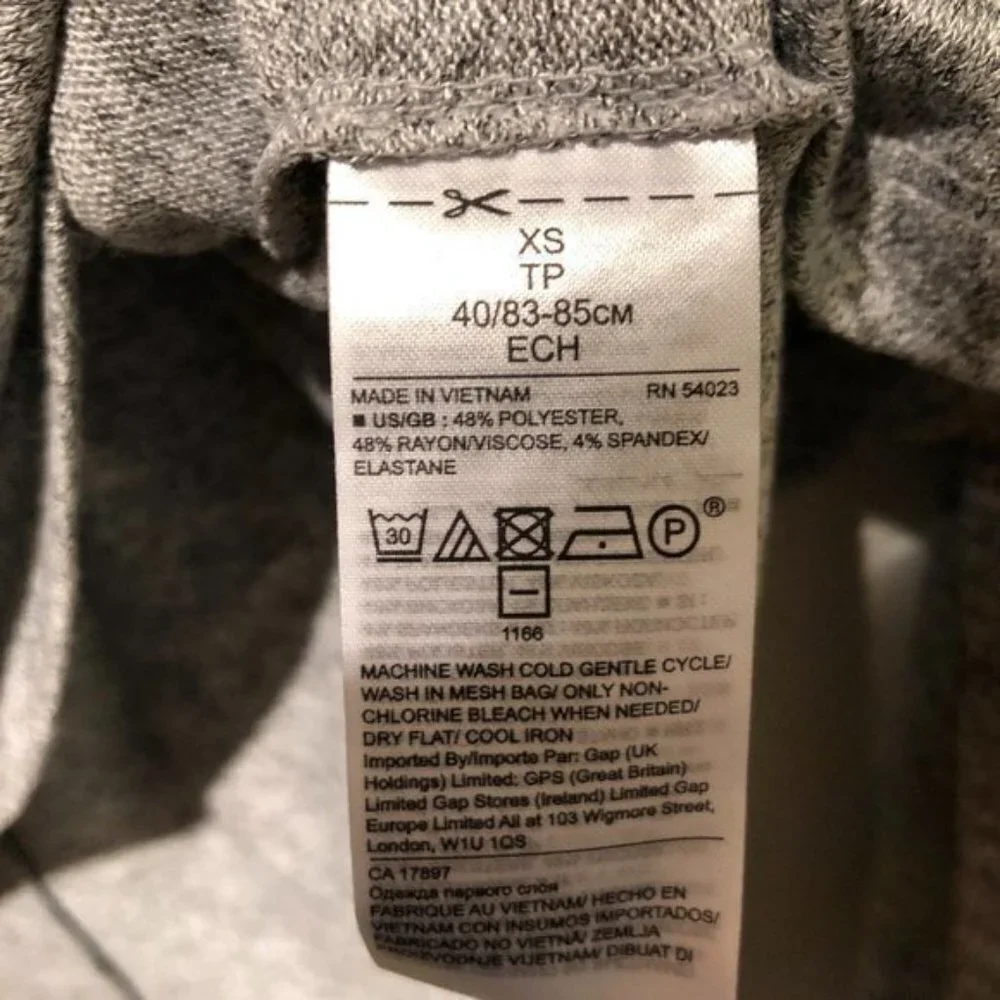 XS
TP
40/83-85CM
ECH
MADE IN VIETNAM RN 54023
US/GB : 48% POLYESTER,
48% RAYON/VISCOSE, 4% SPANDEX/
ELASTANE
30 P ®
1166
MACHINE WASH COLD GENTLE CYCLE/
WASH IN MESH BAG/ ONLY NON-
CHLORINE BLEACH WHEN NEEDED/
DRY FLAT/ COOL IRON
Imported By/Importe Par: Gap (UK
Holdings) Limited: GPS (Great Britain)
Limited Gap Stores (Ireland) Limited Gap
Europe Limited All at 103 Wigmore Street,
London, W1U 1QS
CA 17897
Одежда первого слоя
FABRIQUE AU VIETNAM/ HECHO EN
VIETNAM CON INSUMOS IMPORTADOS/
FABRICADO NO VIETNÃ/ ZEMLJA
VIJETNAM/ DIBUAT DI